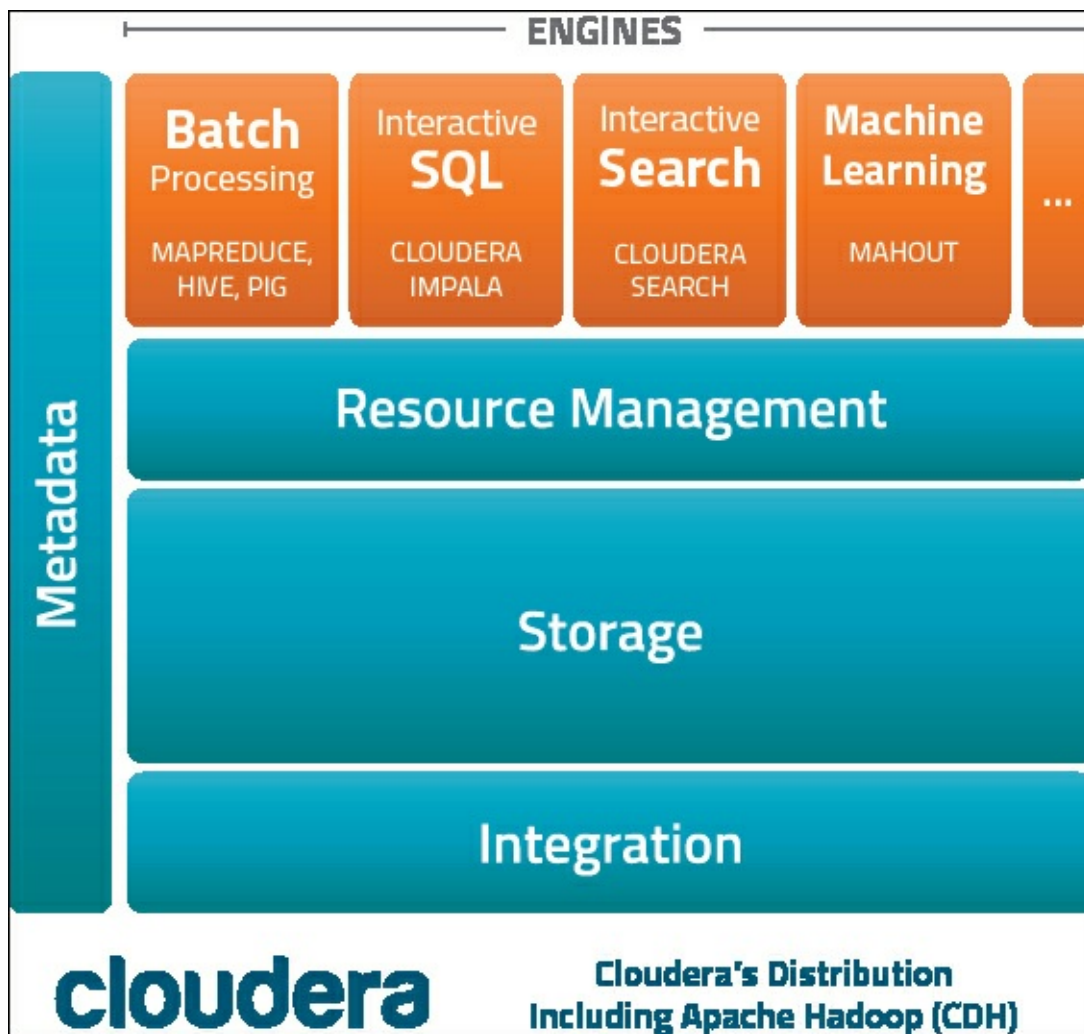 ENGINES
Batch
Processing
MAPREDUCE,
HIVE, PIG
Interactive
SQL
CLOUDERA
IMPALA
Interactive
Search
CLOUDERA
SEARCH
Machine
Learning
MAHOUT
...
Metadata
Resource Management
Storage
Integration
cloudera
Cloudera's Distribution
Including Apache Hadoop (CDH)